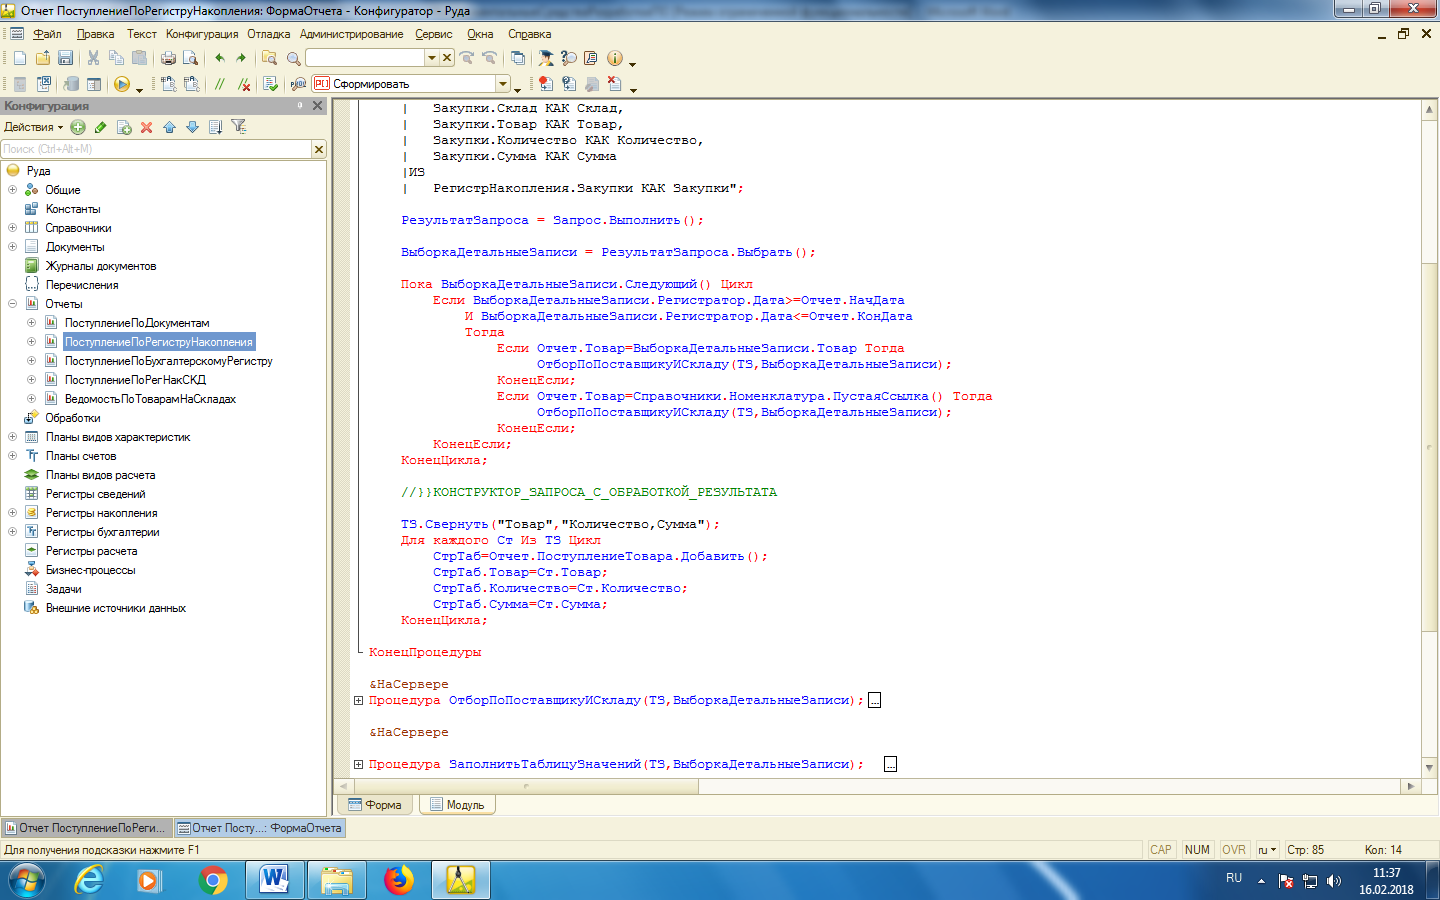 Отчет ПоступлениеПоРегиструНакопления: ФормаОтчета - Конфигуратор - Руда
Файл Правка Текст Конфигурация Отладка Администрирование Сервис Окна Справка
Сформировать
Конфигурация
Действия
Поиск (Ctrl+Alt+M)
Руда
Общие
Константы
Справочники
Документы
Журналы документов
Перечисления
Отчеты
ПоступлениеПоДокументам
ПоступлениеПоРегиструНакопления
ПоступлениеПоБухгалтерскомуРегистру
ПоступлениеПоРегНакСКД
ВедомостьПоТоварамНаСкладах
Обработки
Планы видов характеристик
Планы счетов
Планы видов расчета
Регистры сведений
Регистры накопления
Регистры бухгалтерии
Регистры расчета
Бизнес-процессы
Задачи
Внешние источники данных
| Закупки.Склад КАК Склад,
| Закупки.Товар КАК Товар,
| Закупки.Количество КАК Количество,
| Закупки.Сумма КАК Сумма
|ИЗ
| РегистрНакопления.Закупки КАК Закупки";
РезультатЗапроса = Запрос.Выполнить();
ВыборкаДетальныеЗаписи = РезультатЗапроса.Выбрать();
Пока ВыборкаДетальныеЗаписи.Следующий() Цикл
Если ВыборкаДетальныеЗаписи.Регистратор.Дата>=Отчет.НачДата
И ВыборкаДетальныеЗаписи.Регистратор.Дата<=Отчет.КонДата
Тогда
Если Отчет.Товар=ВыборкаДетальныеЗаписи.Товар Тогда
ОтборПоПоставщикуИСкладу(ТЗ,ВыборкаДетальныеЗаписи);
КонецЕсли;
Если Отчет.Товар=Справочники.Номенклатура.ПустаяСсылка() Тогда
ОтборПоПоставщикуИСкладу(ТЗ,ВыборкаДетальныеЗаписи);
КонецЕсли;
КонецЕсли;
КонецЦикла;
//}}КОНСТРУКТОР_ЗАПРОСА_С_ОБРАБОТКОЙ_РЕЗУЛЬТАТА
ТЗ.Свернуть("Товар","Количество,Сумма");
Для каждого Ст Из ТЗ Цикл
СтрТаб=Отчет.ПоступлениеТовара.Добавить();
СтрТаб.Товар=Ст.Товар;
СтрТаб.Количество=Ст.Количество;
СтрТаб.Сумма=Ст.Сумма;
КонецЦикла;
КонецПроцедуры
&НаСервере
Процедура ОтборПоПоставщикуИСкладу(ТЗ,ВыборкаДетальныеЗаписи); ...
&НаСервере
Процедура ЗаполнитьТаблицуЗначений(ТЗ,ВыборкаДетальныеЗаписи); ...
Форма Модуль
Отчет ПоступлениеПоРеги... Отчет Посту...: ФормаОтчета
Для получения подсказки нажмите F1 CAP NUM OVR ru Стр: 85 Кол: 14
RU 11:37
16.02.2018